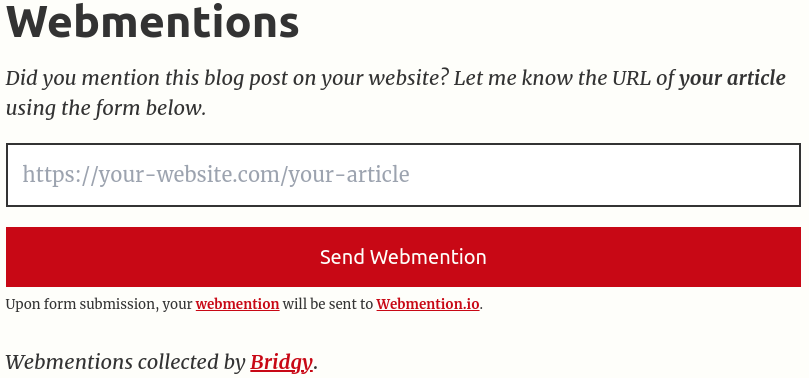 Webmentions
Did you mention this blog post on your website? Let me know the URL of your article
using the form below.
https://your-website.com/your-article
Send Webmention
Upon form submission, your webmention will be sent to Webmention.io.
Webmentions collected by Bridgy.